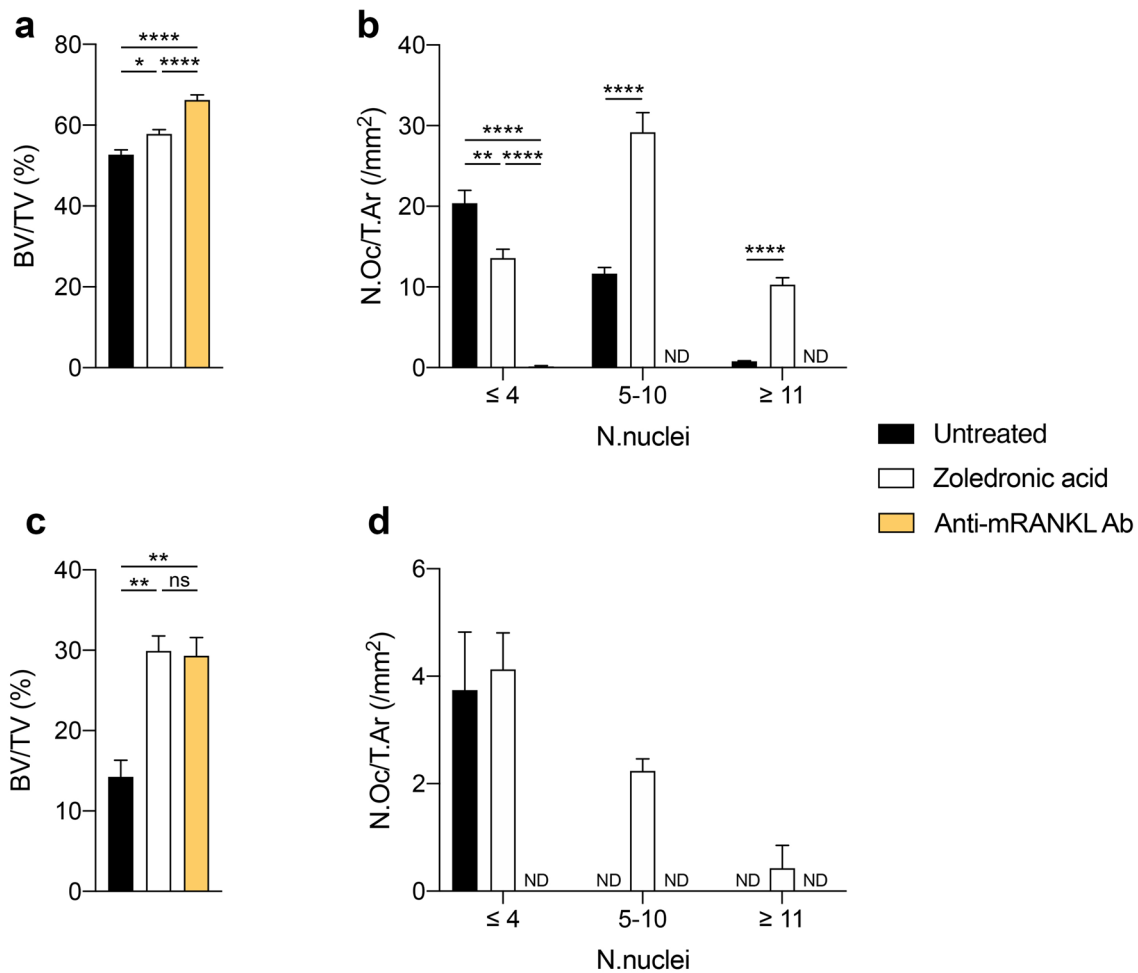 a
BV/TV (%)
80
60
40
20
0
****
* ****
b
N.Oc/T.Ar (/mm2)
40
30
20
10
0
****
** ****
****
ND
****
ND
≤ 4 5-10 ≥ 11
N.nuclei
Untreated
Zoledronic acid
Anti-mRANKL Ab
c
BV/TV (%)
40
30
20
10
0
**
** ns
d
N.Oc/T.Ar (/mm2)
6
4
2
0
ND ND ND ND ND
≤ 4 5-10 ≥ 11
N.nuclei